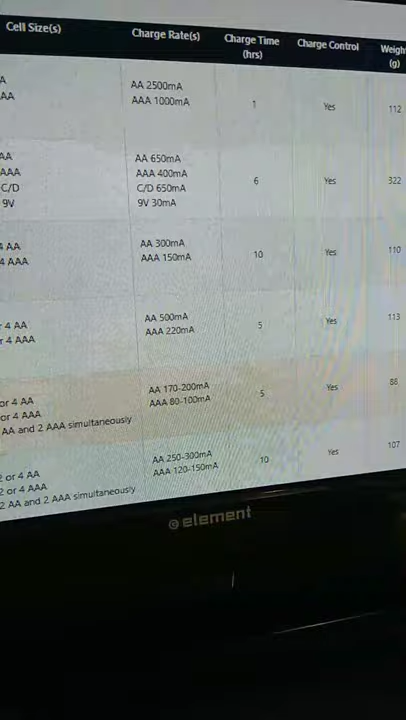 Cell Size(s) Charge Rate(s) Charge Time (hrs) Charge Control Weight (g)
A AA 2500mA
AA AAA 1000mA 1 Yes 112
AA AA 650mA
AAA AAA 400mA 6 Yes 322
C/D C/D 650mA
9V 9V 30mA
4 AA AA 300mA
4 AAA AAA 150mA 10 Yes 110
r 4 AA AA 500mA
r 4 AAA AAA 220mA 5 Yes 113
or 4 AA AA 170-200mA
or 4 AAA AAA 80-100mA 5 Yes 88
AA and 2 AAA simultaneously
2 or 4 AA AA 250-300mA
2 or 4 AAA AAA 120-150mA 10 Yes 107
2 AA and 2 AAA simultaneously
element